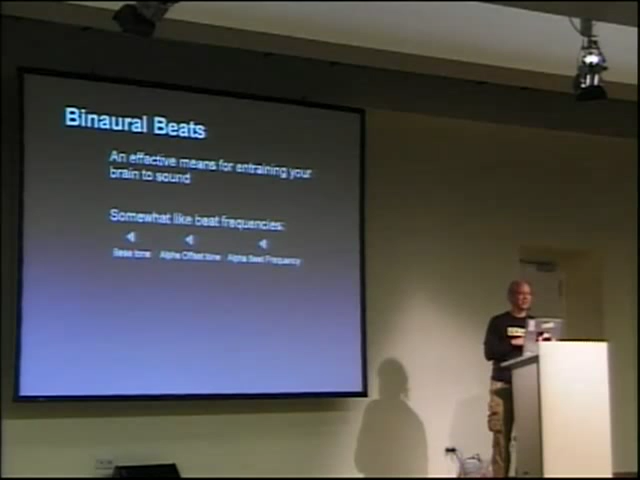 Binaural Beats
An effective means for entraining your
brain to sound
Somewhat like beat frequencies:
Base tone Alpha Offset tone Alpha Beat Frequency